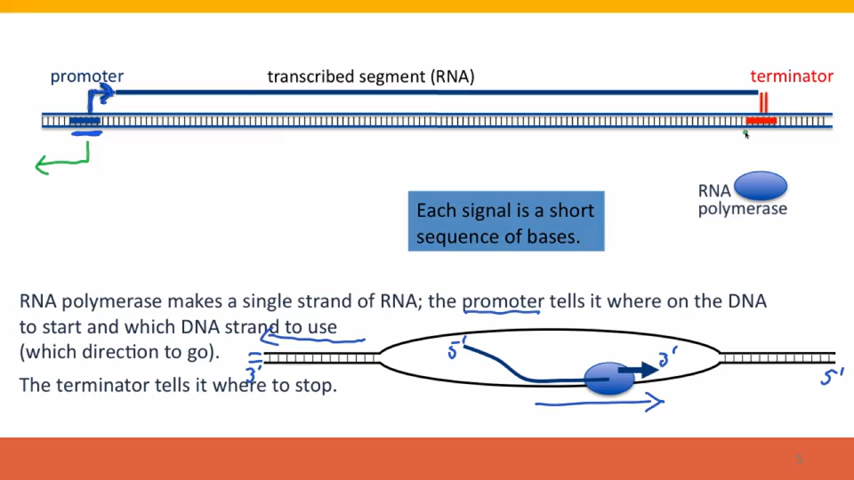 promoter
transcribed segment (RNA)
terminator
RNA
polymerase
Each signal is a short
sequence of bases.
RNA polymerase makes a single strand of RNA; the promoter tells it where on the DNA
to start and which DNA strand to use
(which direction to go).
5'
3'
3'
5'
The terminator tells it where to stop.
5